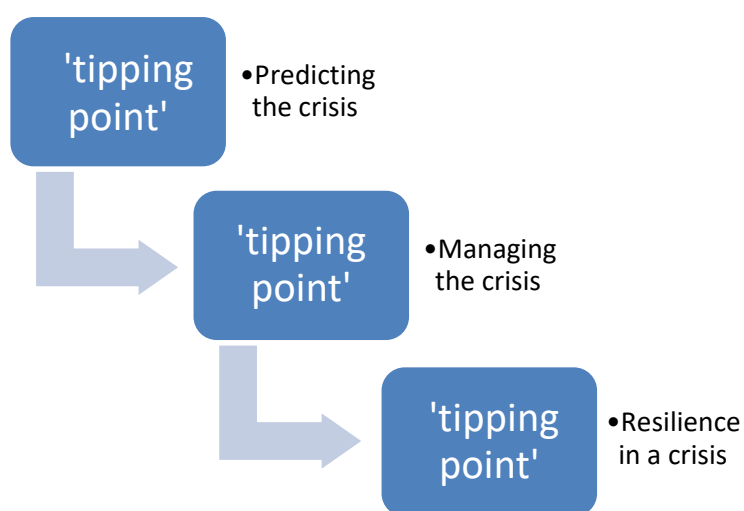 'tipping
point'
•Predicting
the crisis
'tipping
point'
•Managing
the crisis
'tipping
point'
•Resilience
in a crisis